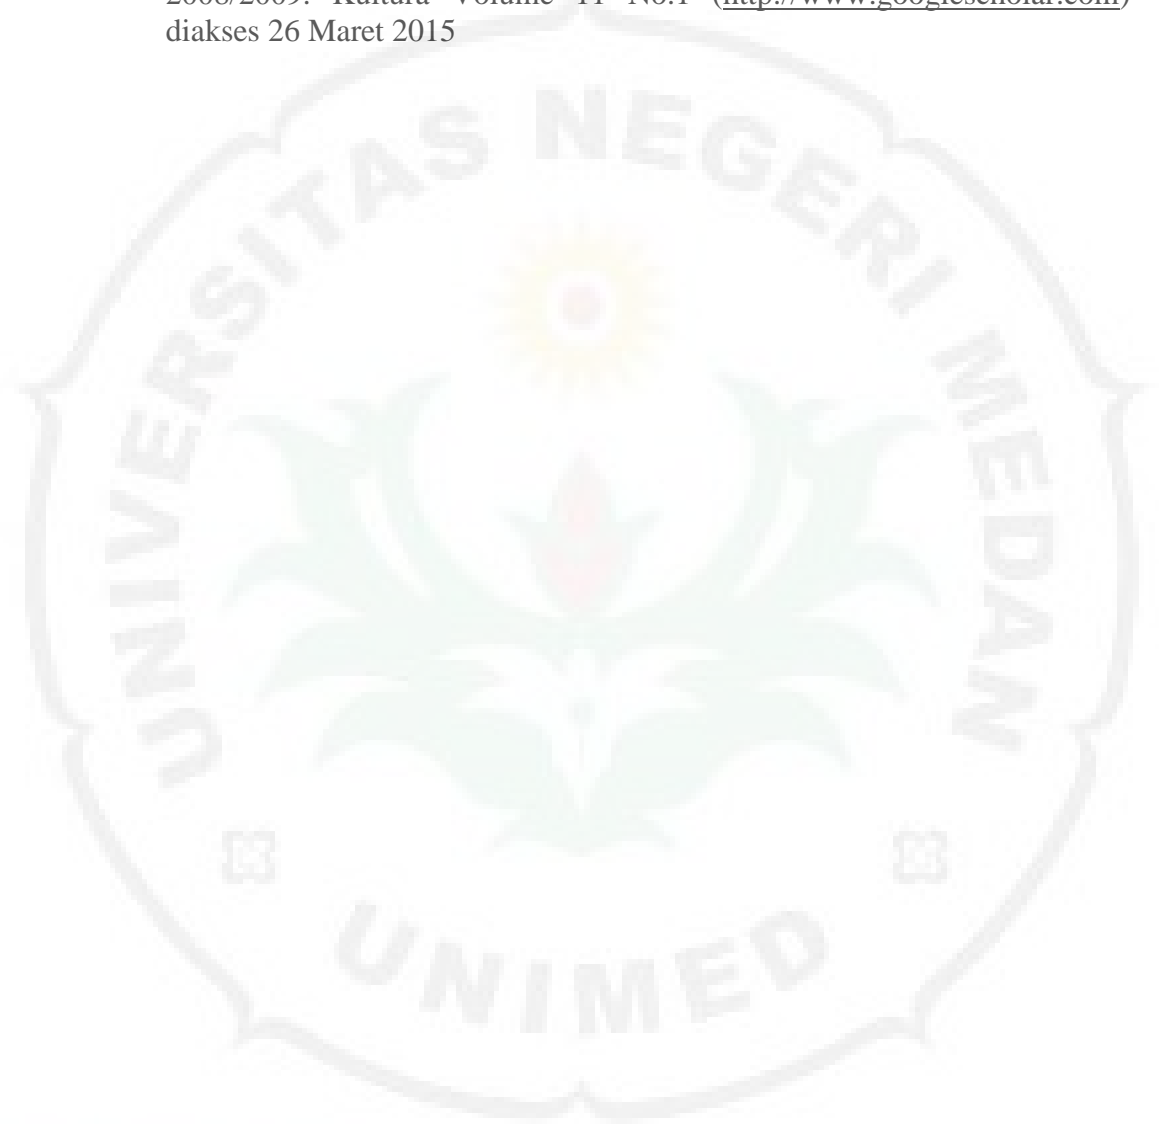 2008/2009. Kultura Volume 11 No.1 (http://www.googlescholar.com)
diakses 26 Maret 2015
UNIVERSITAS NEGERI MEDAN
UNIMED